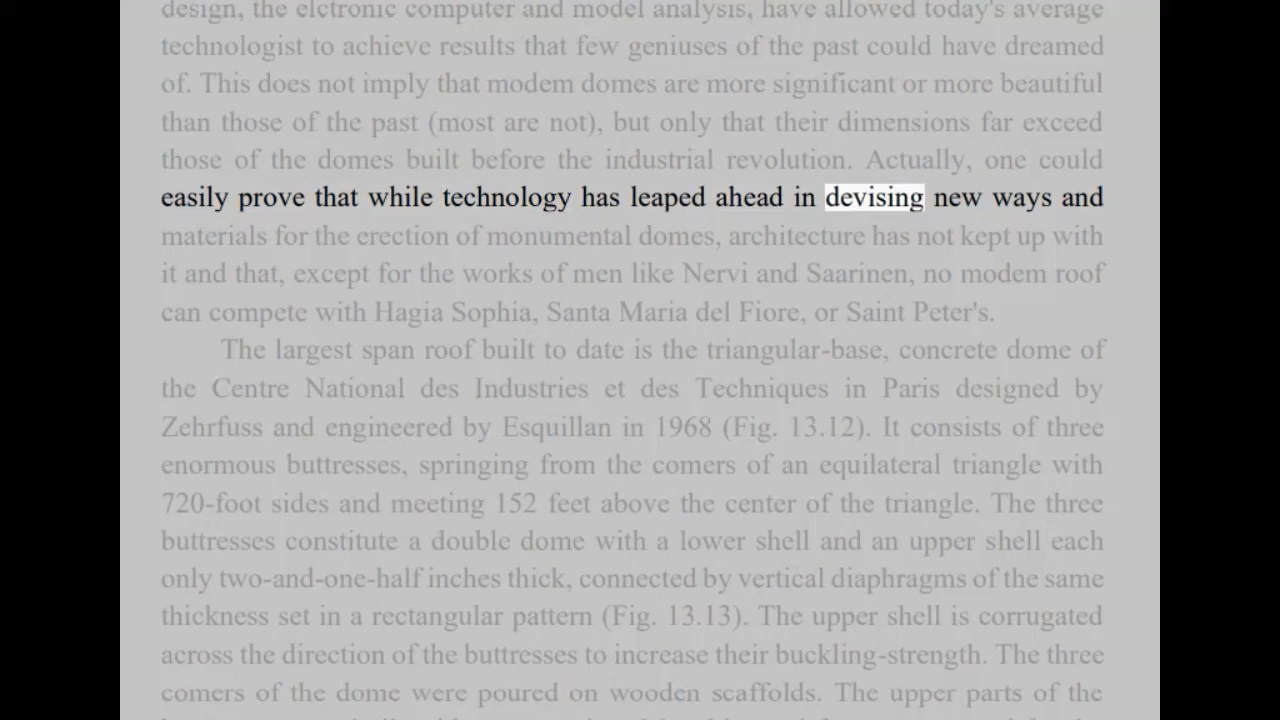 design, the elctronic computer and model analysis, have allowed today's average
technologist to achieve results that few geniuses of the past could have dreamed
of. This does not imply that modem domes are more significant or more beautiful
than those of the past (most are not), but only that their dimensions far exceed
those of the domes built before the industrial revolution. Actually, one could
easily prove that while technology has leaped ahead in devising new ways and
materials for the erection of monumental domes, architecture has not kept up with
it and that, except for the works of men like Nervi and Saarinen, no modem roof
can compete with Hagia Sophia, Santa Maria del Fiore, or Saint Peter's.
The largest span roof built to date is the triangular-base, concrete dome of
the Centre National des Industries et des Techniques in Paris designed by
Zehrfuss and engineered by Esquillan in 1968 (Fig. 13.12). It consists of three
enormous buttresses, springing from the comers of an equilateral triangle with
720-foot sides and meeting 152 feet above the center of the triangle. The three
buttresses constitute a double dome with a lower shell and an upper shell each
only two-and-one-half inches thick, connected by vertical diaphragms of the same
thickness set in a rectangular pattern (Fig. 13.13). The upper shell is corrugated
across the direction of the buttresses to increase their buckling-strength. The three
comers of the dome were poured on wooden scaffolds. The upper parts of the